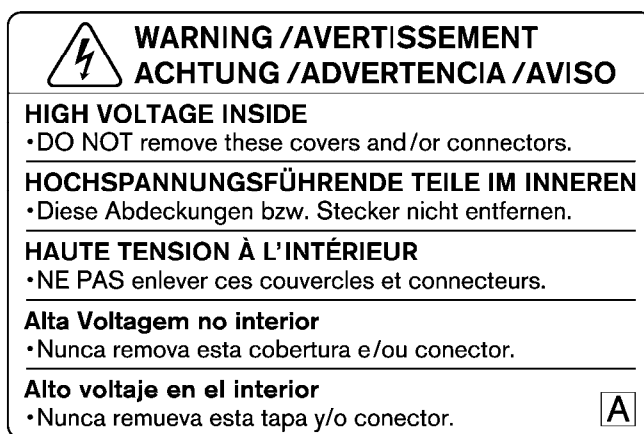 WARNING /AVERTISSEMENT
ACHTUNG /ADVERTENCIA /AVISO
HIGH VOLTAGE INSIDE
•DO NOT remove these covers and/or connectors.
HOCHSPANNUNGSFÜHRENDE TEILE IM INNEREN
•Diese Abdeckungen bzw. Stecker nicht entfernen.
HAUTE TENSION À L'INTÉRIEUR
•NE PAS enlever ces couvercles et connecteurs.
Alta Voltagem no interior
•Nunca remova esta cobertura e/ou conector.
Alto voltaje en el interior
•Nunca remueva esta tapa y/o conector.
A